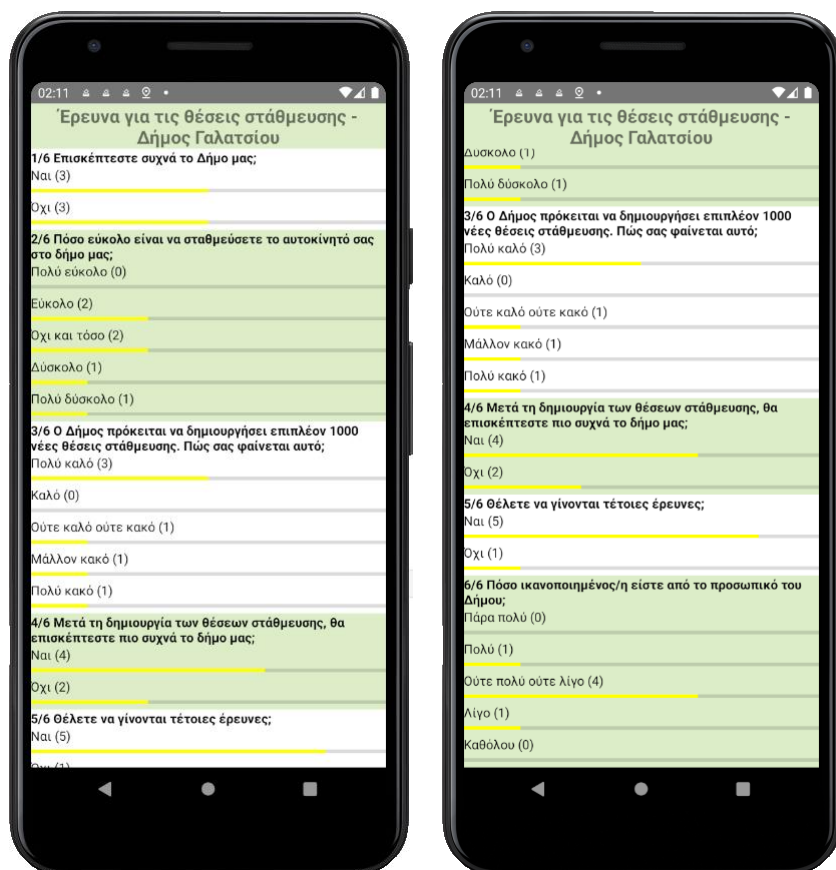 02:11
Έρευνα για τις θέσεις στάθμευσης -
Δήμος Γαλατσίου
1/6 Επισκέπτεστε συχνά το Δήμο μας;
Ναι (3)
Όχι (3)
2/6 Πόσο εύκολο είναι να σταθμεύσετε το αυτοκίνητό σας
στο δήμο μας;
Πολύ εύκολο (0)
Εύκολο (2)
Όχι και τόσο (2)
Δύσκολο (1)
Πολύ δύσκολο (1)
3/6 Ο Δήμος πρόκειται να δημιουργήσει επιπλέον 1000
νέες θέσεις στάθμευσης. Πώς σας φαίνεται αυτό;
Πολύ καλό (3)
Καλό (0)
Ούτε καλό ούτε κακό (1)
Μάλλον κακό (1)
Πολύ κακό (1)
4/6 Μετά τη δημιουργία των θέσεων στάθμευσης, θα
επισκέπτεστε πιο συχνά το δήμο μας;
Ναι (4)
Όχι (2)
5/6 Θέλετε να γίνονται τέτοιες έρευνες;
Ναι (5)
Όχι (1)
02:11
Έρευνα για τις θέσεις στάθμευσης -
Δήμος Γαλατσίου
Δύσκολο (1)
Πολύ δύσκολο (1)
3/6 Ο Δήμος πρόκειται να δημιουργήσει επιπλέον 1000
νέες θέσεις στάθμευσης. Πώς σας φαίνεται αυτό;
Πολύ καλό (3)
Καλό (0)
Ούτε καλό ούτε κακό (1)
Μάλλον κακό (1)
Πολύ κακό (1)
4/6 Μετά τη δημιουργία των θέσεων στάθμευσης, θα
επισκέπτεστε πιο συχνά το δήμο μας;
Ναι (4)
Όχι (2)
5/6 Θέλετε να γίνονται τέτοιες έρευνες;
Ναι (5)
Όχι (1)
6/6 Πόσο ικανοποιημένος/η είστε από το προσωπικό του
Δήμου;
Πάρα πολύ (0)
Πολύ (1)
Ούτε πολύ ούτε λίγο (4)
Λίγο (1)
Καθόλου (0)